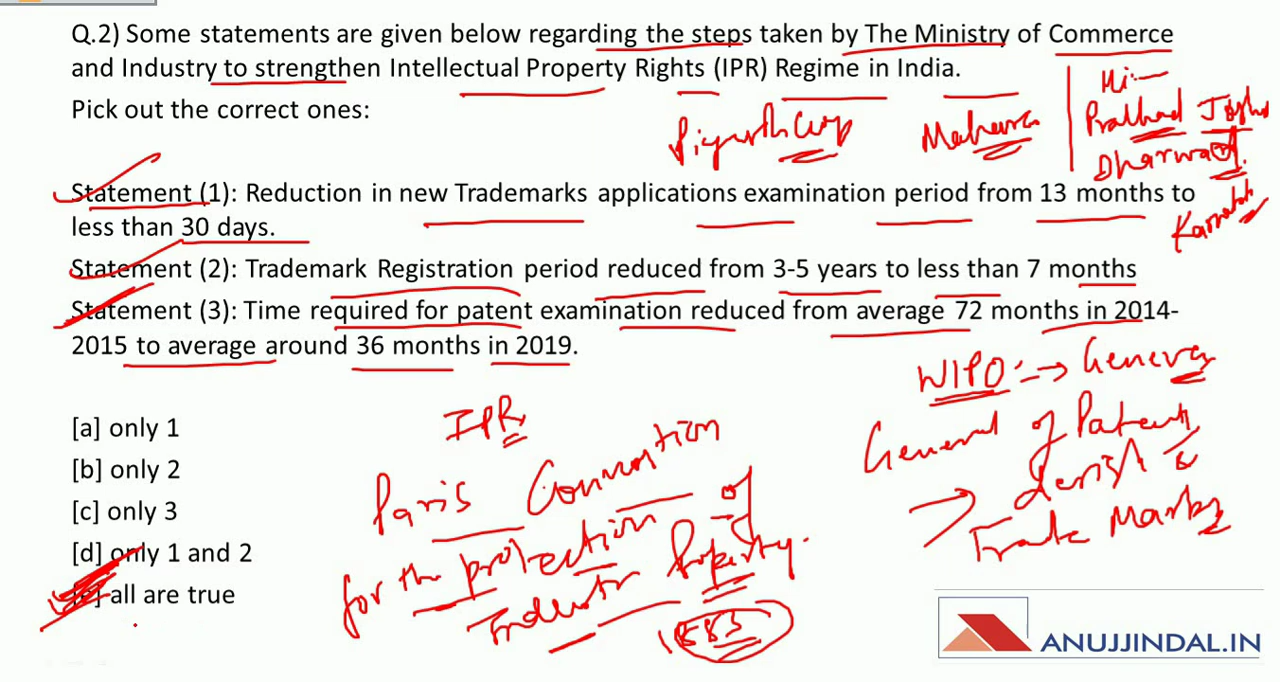 Q.2) Some statements are given below regarding the steps taken by The Ministry of Commerce
and Industry to strengthen Intellectual Property Rights (IPR) Regime in India.
Pick out the correct ones:
Mi:-
Pralhad Joshi
Dharwad.
Karnatak
Piyush Goyal
Statement (1): Reduction in new Trademarks applications examination period from 13 months to
less than 30 days.
Statement (2): Trademark Registration period reduced from 3-5 years to less than 7 months
Statement (3): Time required for patent examination reduced from average 72 months in 2014-
2015 to average around 36 months in 2019.
WIPO :→ Geneva
General of Patent
Design &
→ Trade Marks
[a] only 1
[b] only 2
[c] only 3
[d] only 1 and 2
[e] all are true
IPR
Paris Convention
for the protection of
Industr Property.
1883
ANUJJINDAL.IN